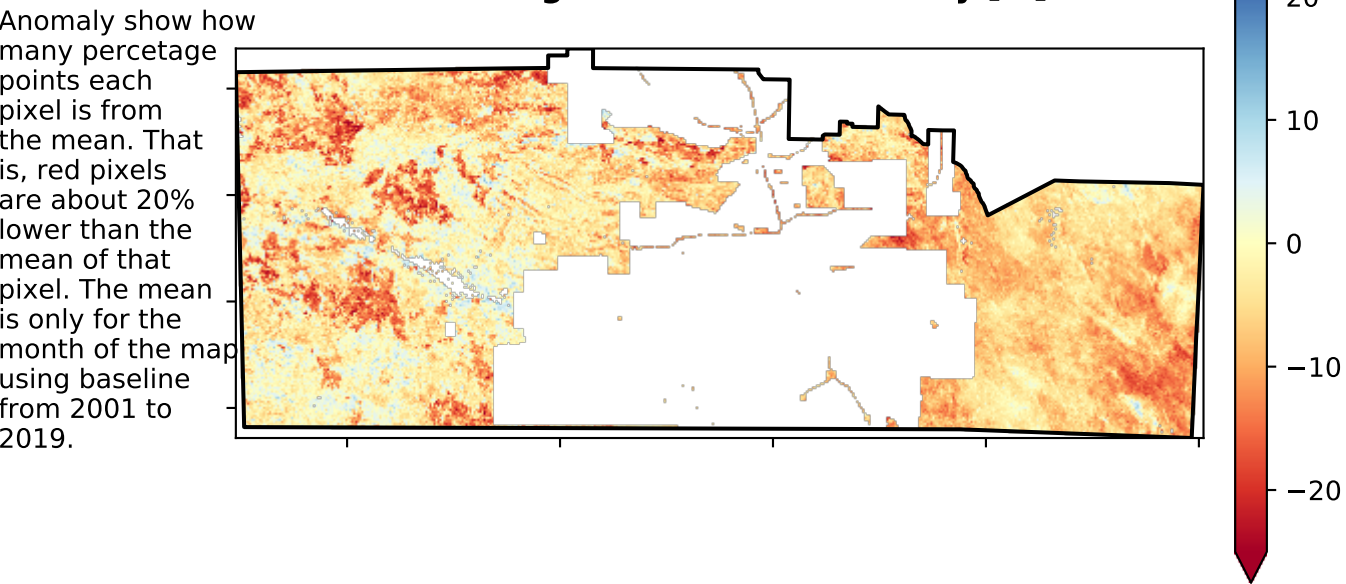 Anomaly show how
many percetage
points each
pixel is from
the mean. That
is, red pixels
are about 20%
lower than the
mean of that
pixel. The mean
is only for the
month of the map
using baseline
from 2001 to
2019.
20
10
0
−10
−20